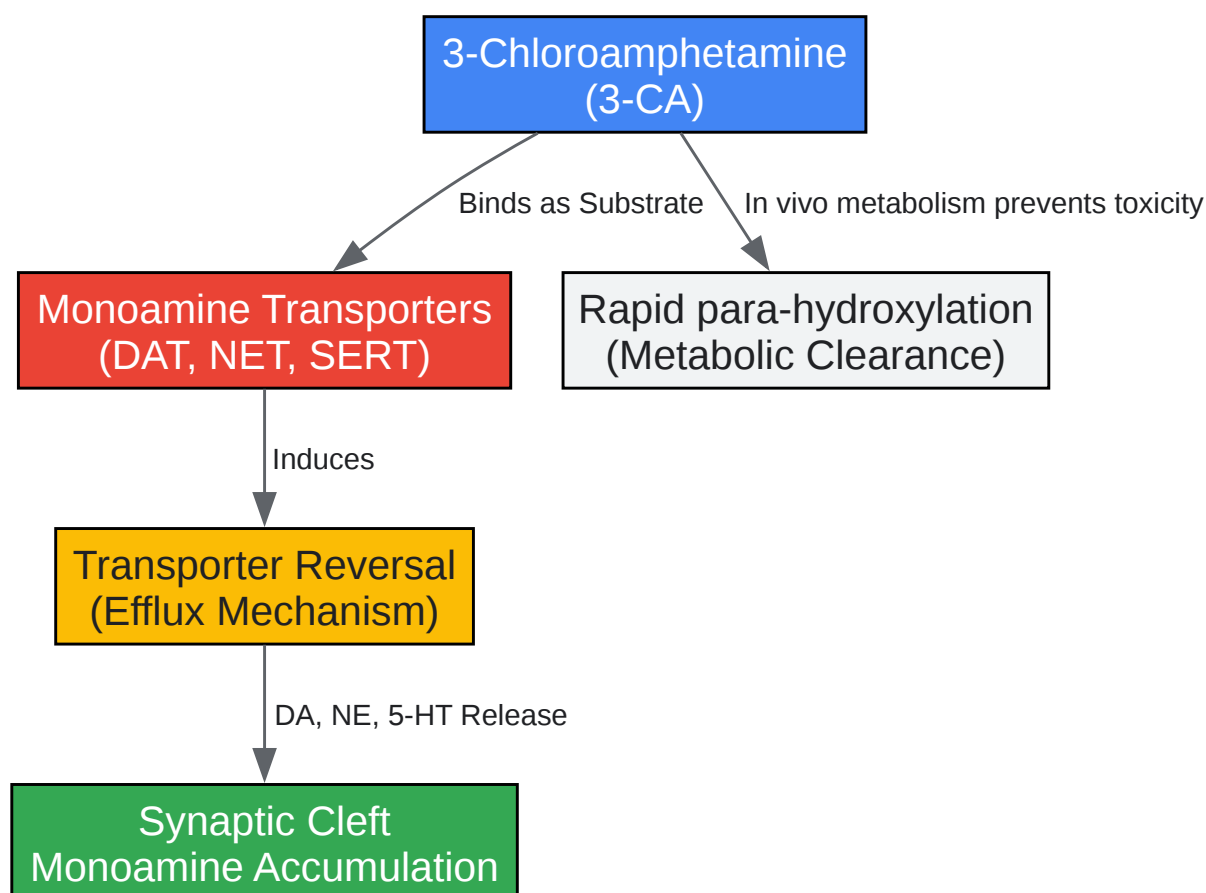 3-Chloroamphetamine
(3-CA)
Binds as Substrate
In vivo metabolism prevents toxicity
Monoamine Transporters
(DAT, NET, SERT)
Rapid para-hydroxylation
(Metabolic Clearance)
Induces
Transporter Reversal
(Efflux Mechanism)
DA, NE, 5-HT Release
Synaptic Cleft
Monoamine Accumulation